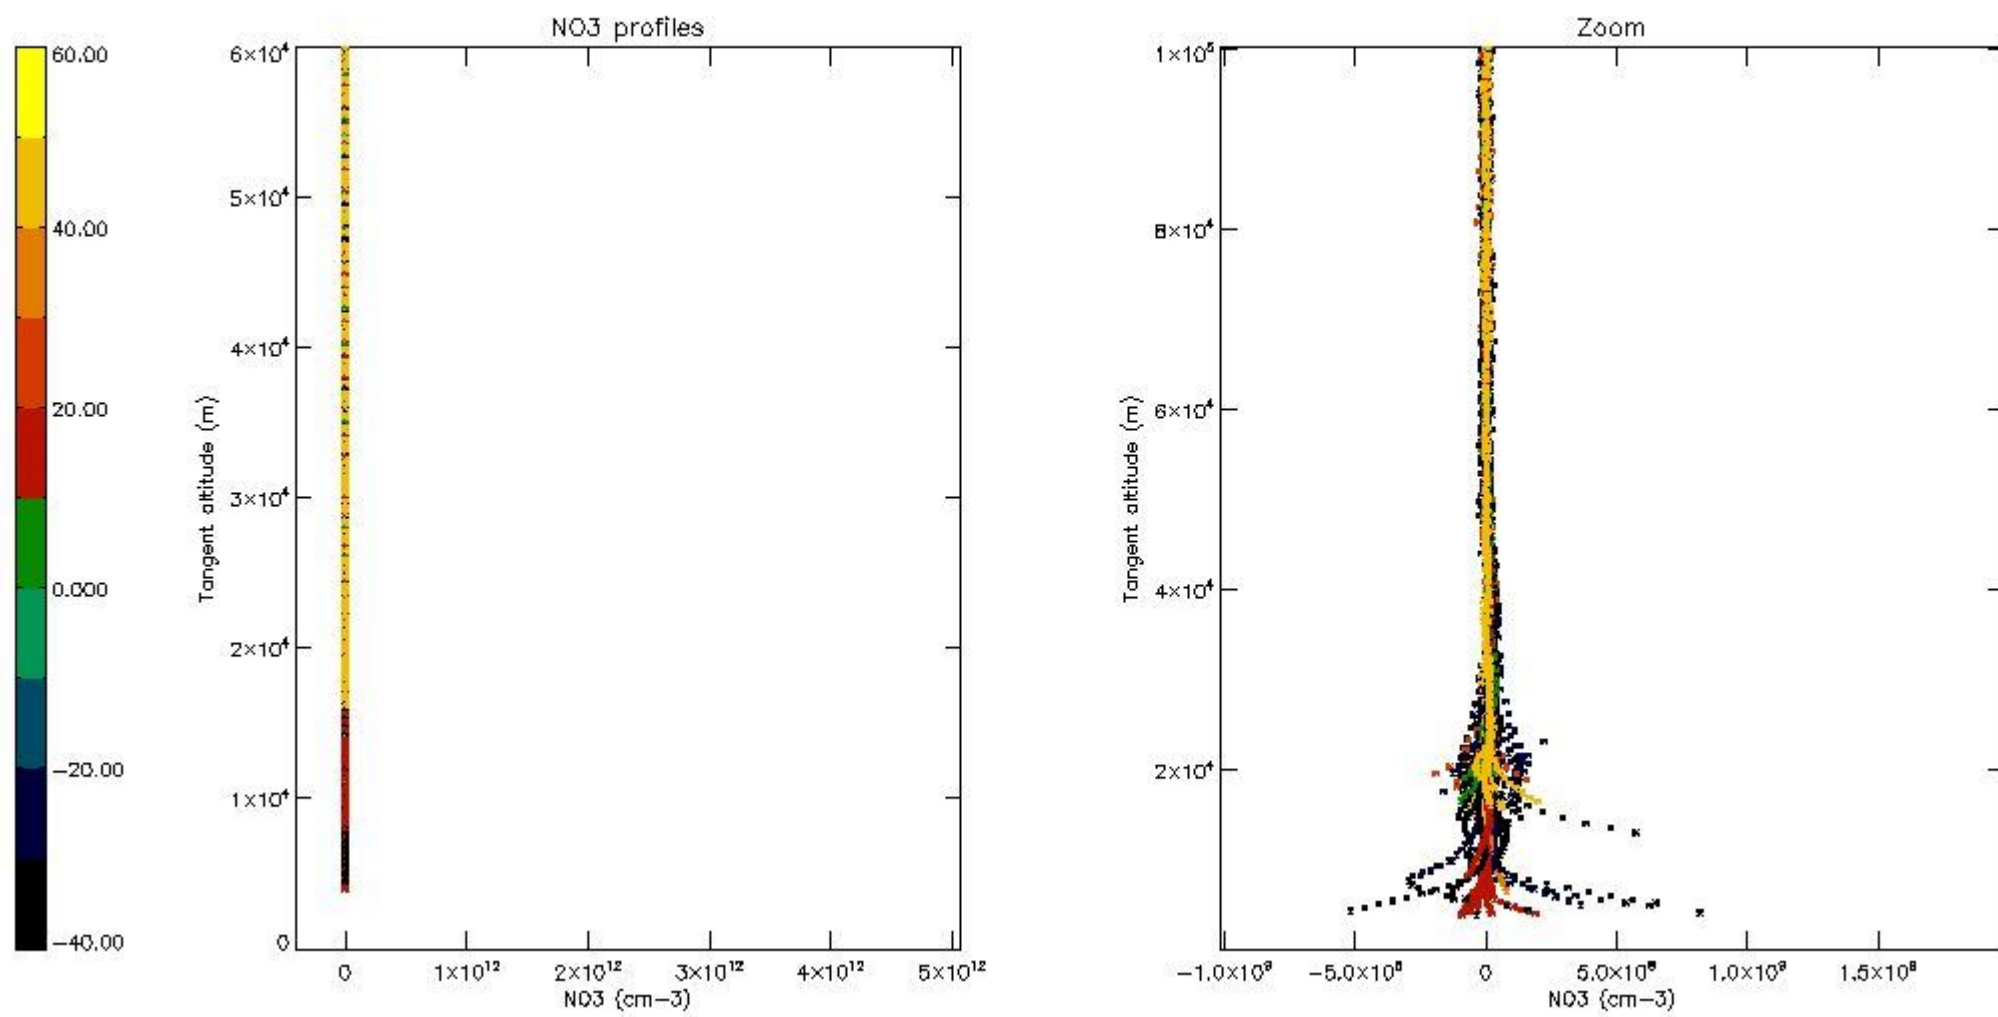 NO3 profiles
60.00
40.00
20.00
0.000
−20.00
−40.00
6×10⁴
5×10⁴
4×10⁴
3×10⁴
2×10⁴
1×10⁴
0
Tangent altitude (m)
0 1×10¹² 2×10¹² 3×10¹² 4×10¹² 5×10¹²
NO3 (cm−3)
Zoom
1×10⁵
8×10⁴
6×10⁴
4×10⁴
2×10⁴
Tangent altitude (m)
−1.0×10⁹ −5.0×10⁸ 0 5.0×10⁸ 1.0×10⁹ 1.5×10⁹
NO3 (cm−3)